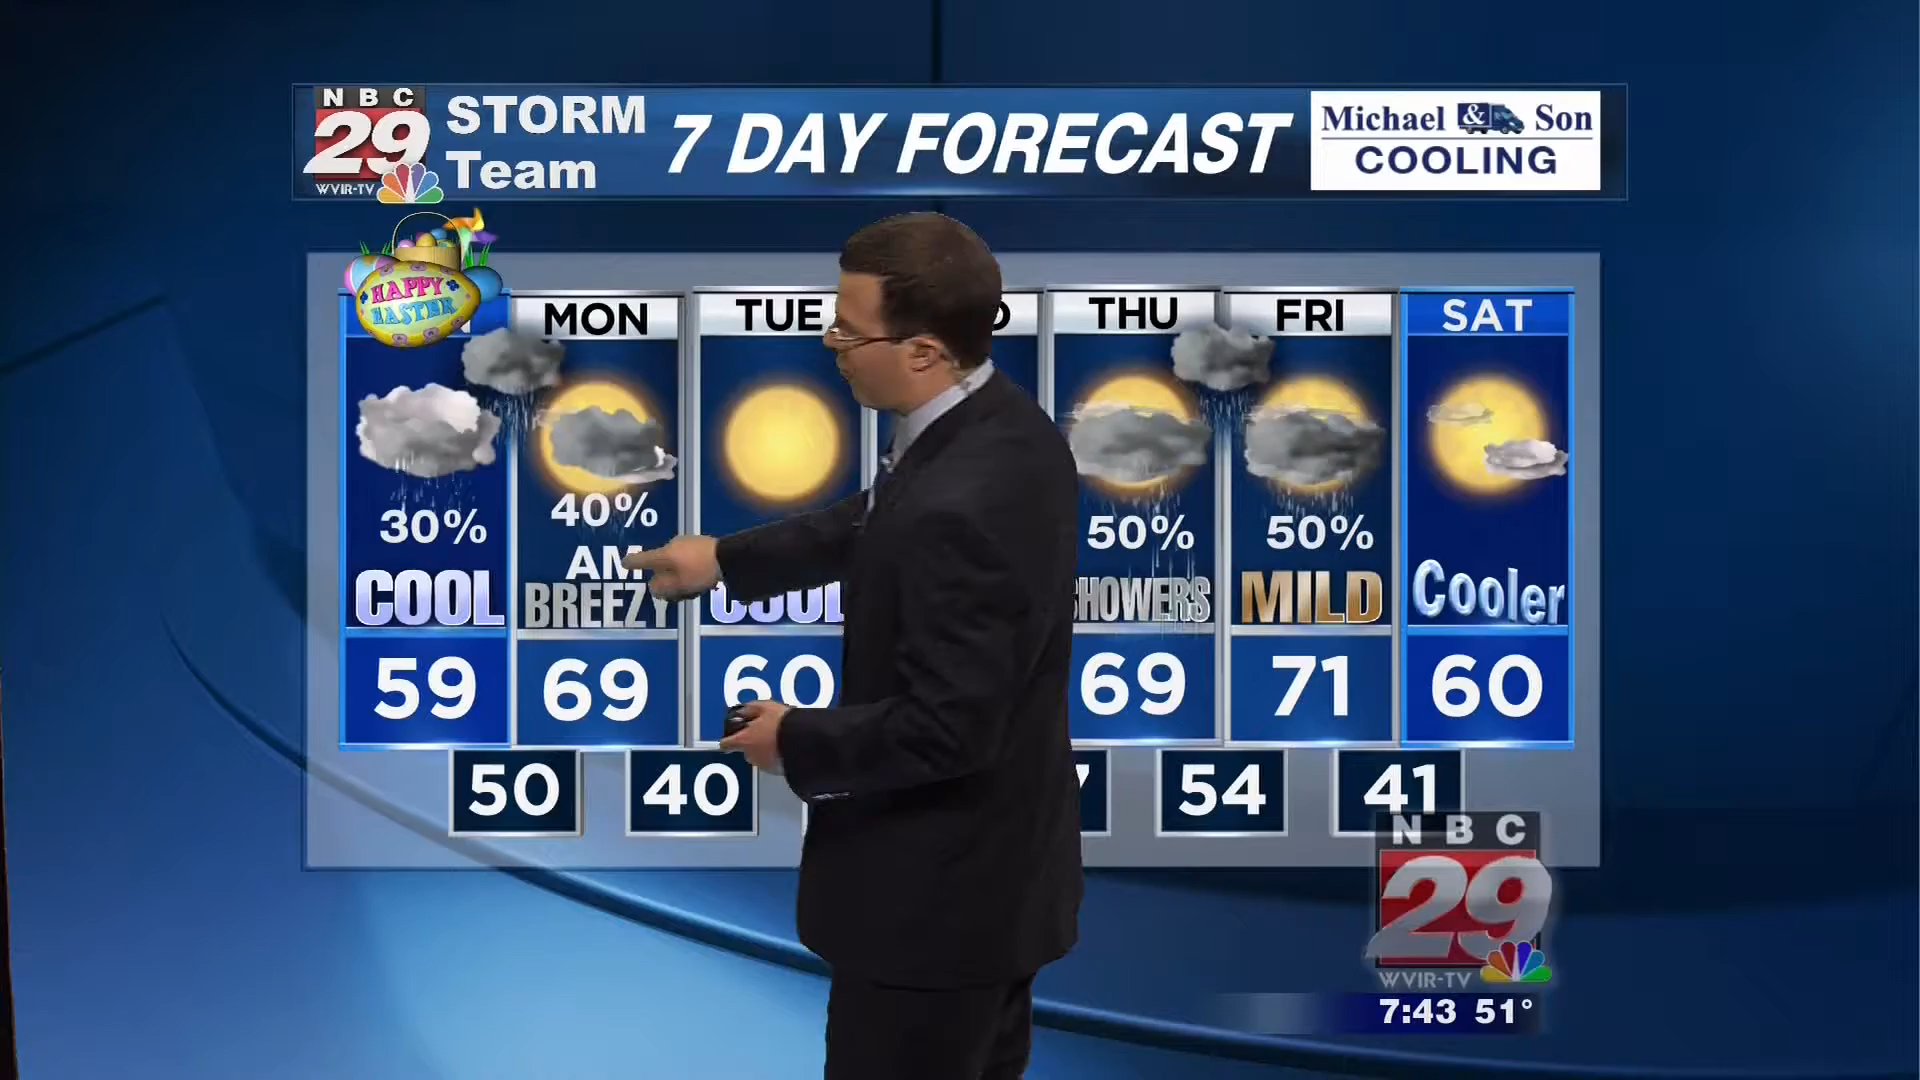 NBC
29
WVIR-TV
STORM
Team
7 DAY FORECAST
Michael & Son
COOLING
HAPPY
EASTER
MON
TUE
THU
FRI
SAT
30%
40%
AM
50%
50%
COOL
BREEZY
COOL
SHOWERS
MILD
Cooler
59
69
60
69
71
60
50
40
54
41
NBC
29
WVIR-TV
7:43 51°